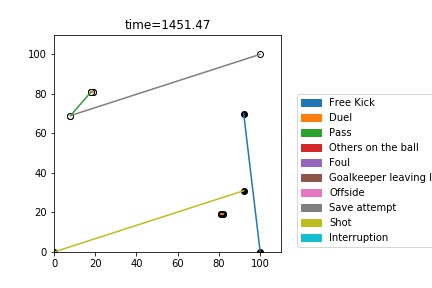 time=1451.47
100
80
60
40
20
0
0 20 40 60 80 100
Free Kick
Duel
Pass
Others on the ball
Foul
Goalkeeper leaving l
Offside
Save attempt
Shot
Interruption